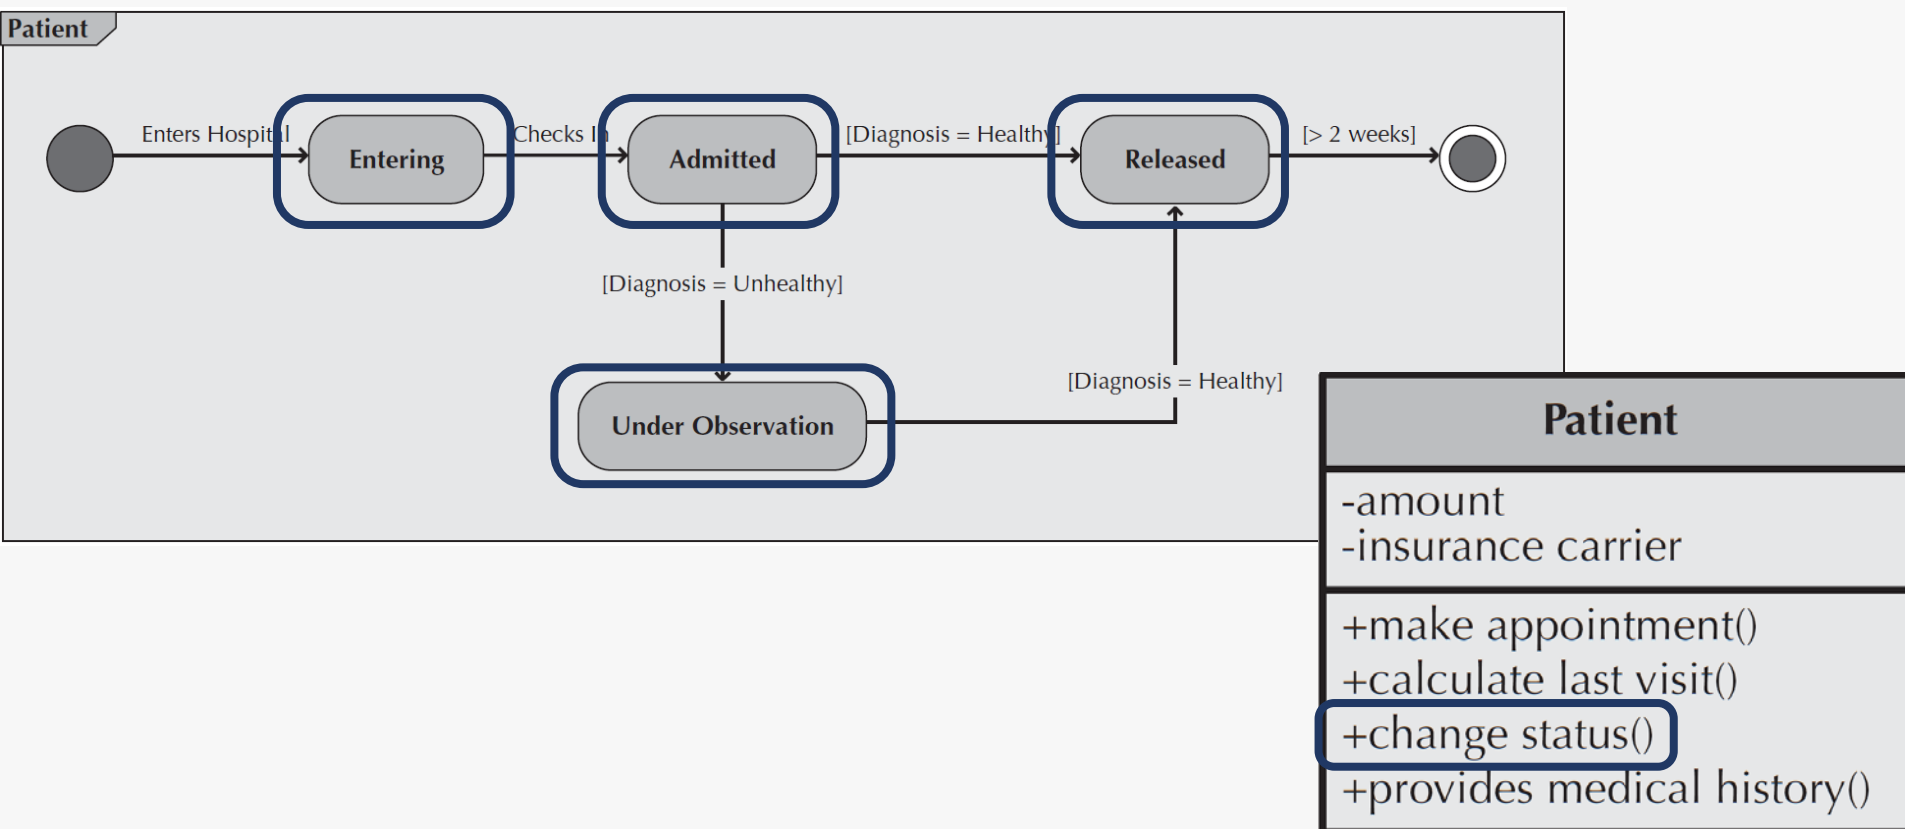 Patient
Enters Hospital
Entering
Checks In
Admitted
[Diagnosis = Healthy]
Released
[> 2 weeks]
[Diagnosis = Unhealthy]
Under Observation
[Diagnosis = Healthy]
Patient
-amount
-insurance carrier
+make appointment()
+calculate last visit()
+change status()
+provides medical history()